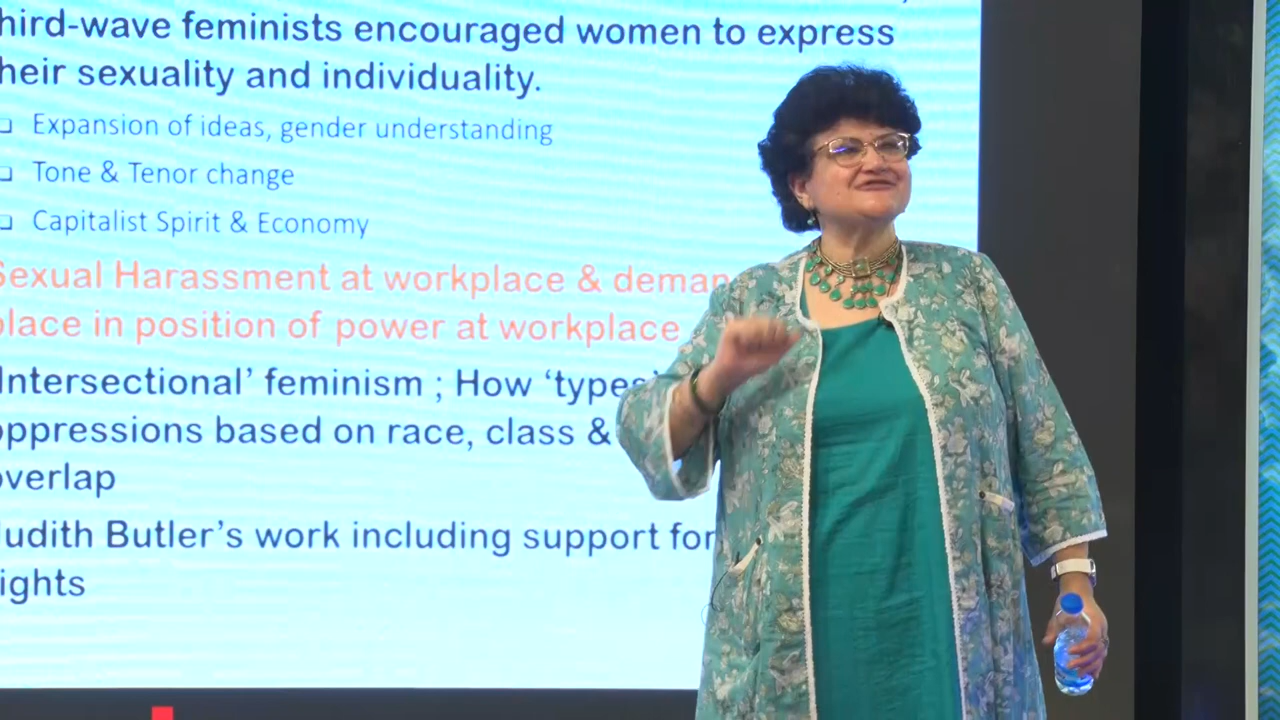 hird-wave feminists encouraged women to express
heir sexuality and individuality.
Expansion of ideas, gender understanding
Tone & Tenor change
Capitalist Spirit & Economy
Sexual Harassment at workplace & deman
place in position of power at workplace
Intersectional’ feminism ; How ‘types’
oppressions based on race, class &
overlap
Judith Butler’s work including support for
ights